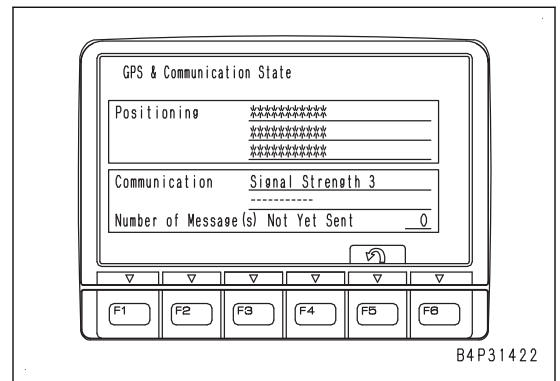 GPS & Communication State
Positioning ***********
***********
***********
Communication Signal Strength 3
-----------
Number of Message(s) Not Yet Sent 0
F1 F2 F3 F4 F5 F6
B4P31422